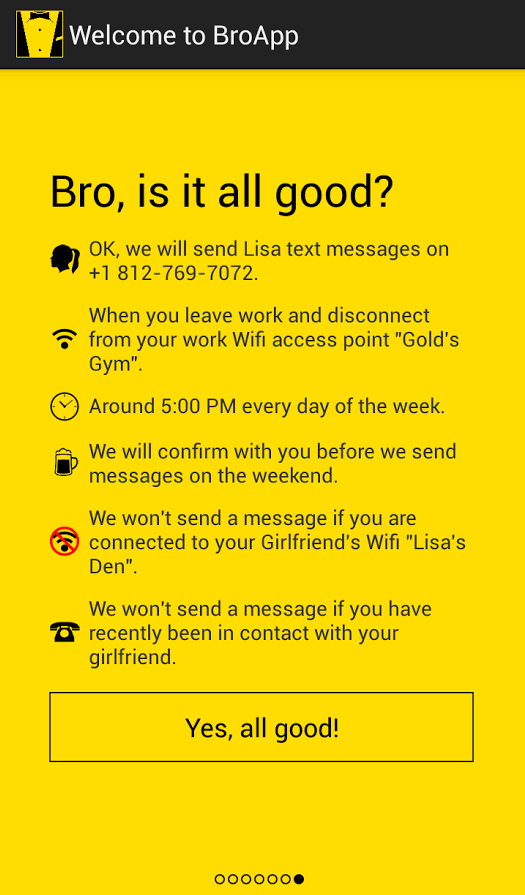 Welcome to BroApp
Bro, is it all good?
OK, we will send Lisa text messages on
+1 812-769-7072.
When you leave work and disconnect
from your work Wifi access point "Gold's
Gym".
Around 5:00 PM every day of the week.
We will confirm with you before we send
messages on the weekend.
We won't send a message if you are
connected to your Girlfriend's Wifi "Lisa's
Den".
We won't send a message if you have
recently been in contact with your
girlfriend.
Yes, all good!